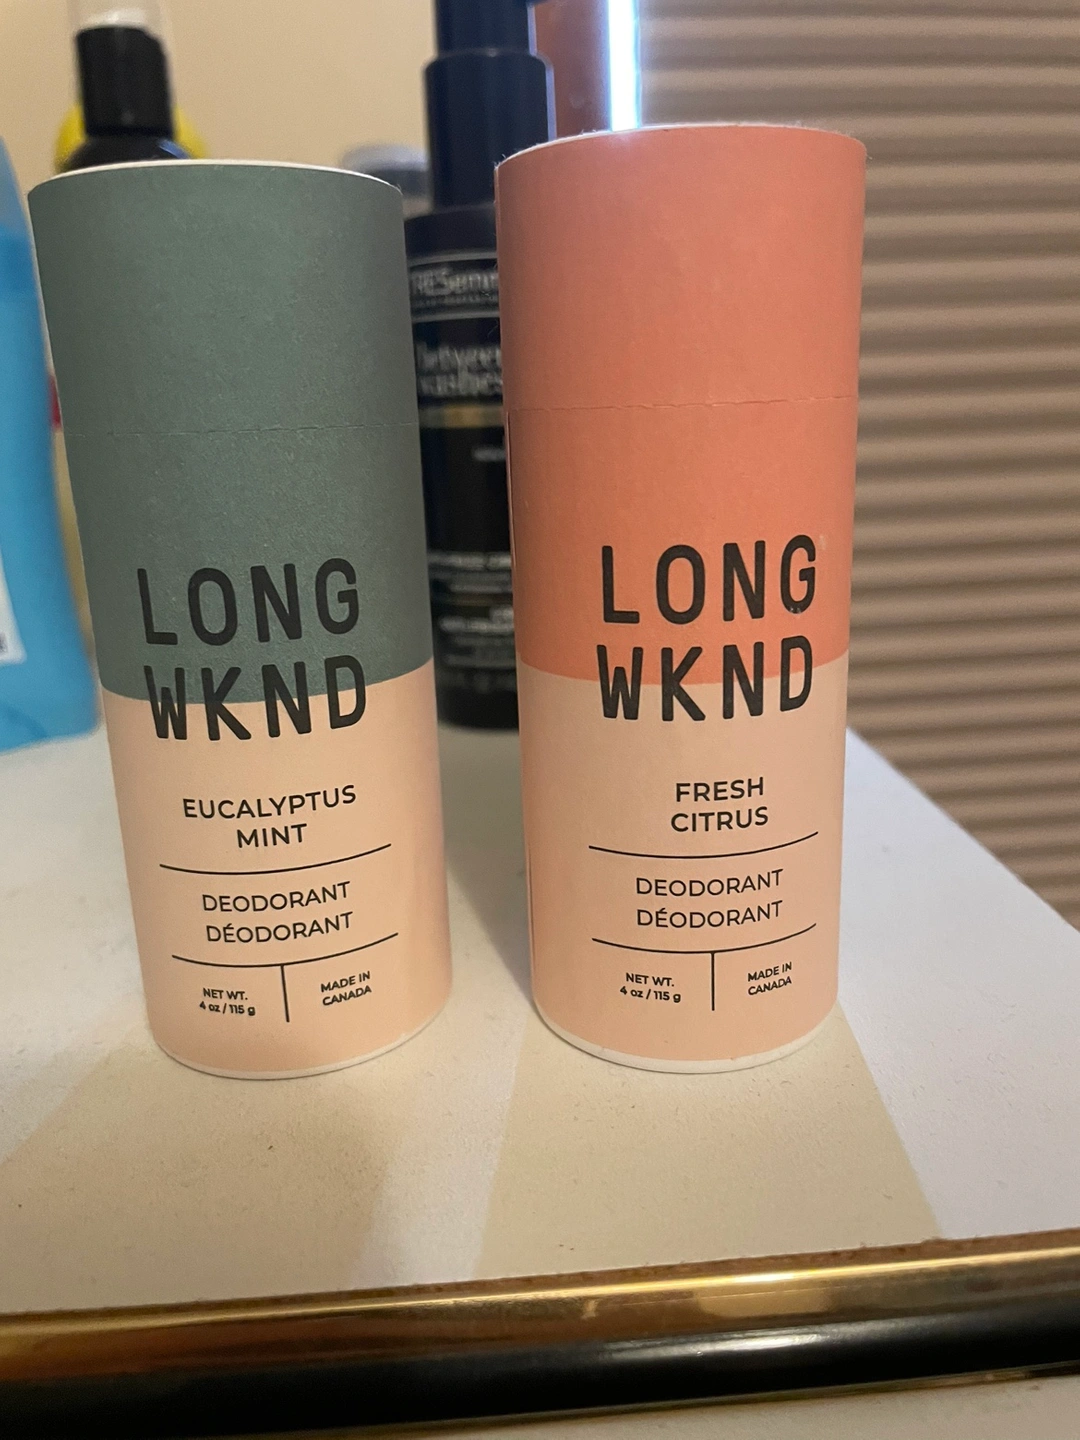 LONG
WKND
EUCALYPTUS
MINT
DEODORANT
DÉODORANT
NET WT.
4 oz / 115 g
MADE IN
CANADA
LONG
WKND
FRESH
CITRUS
DEODORANT
DÉODORANT
NET WT.
4 oz / 115 g
MADE IN
CANADA